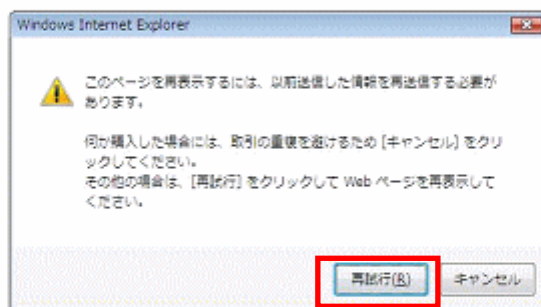 Windows Internet Explorer
このページを再表示するには、以前送信した情報を再送信する必要が
あります。
何か購入した場合には、取引の重複を避けるため [キャンセル] をクリ
ックしてください。
その他の場合は、[再試行] をクリックして Web ページを再表示して
ください。
再試行(R)
キャンセル